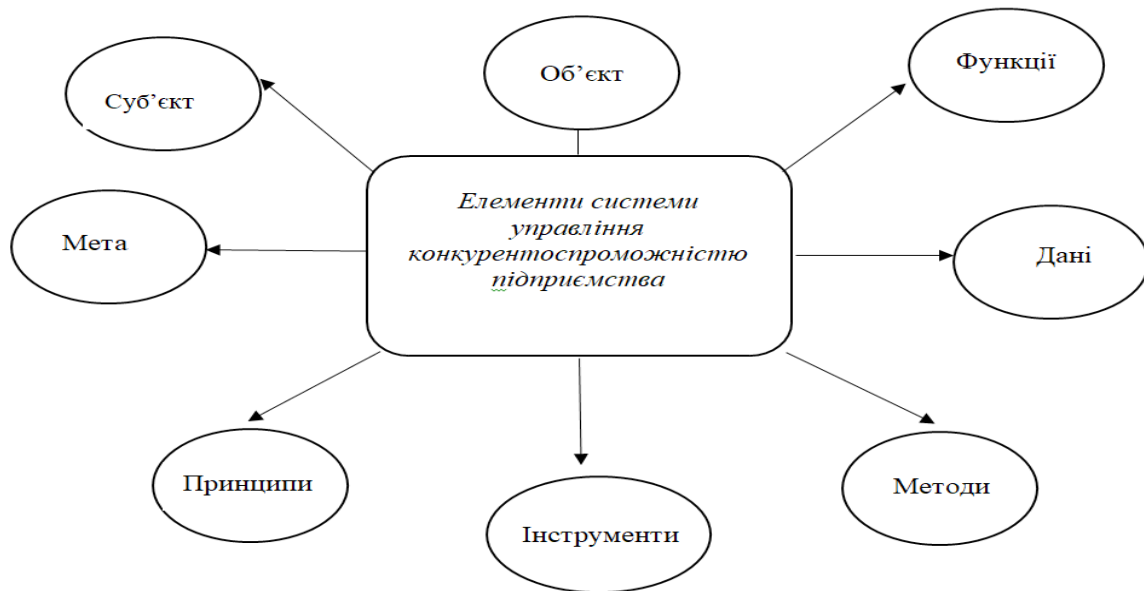 Суб’єкт
Об’єкт
Функції
Мета
Елементи системи
управління
конкурентоспроможністю
підприємства
Дані
Принципи
Інструменти
Методи